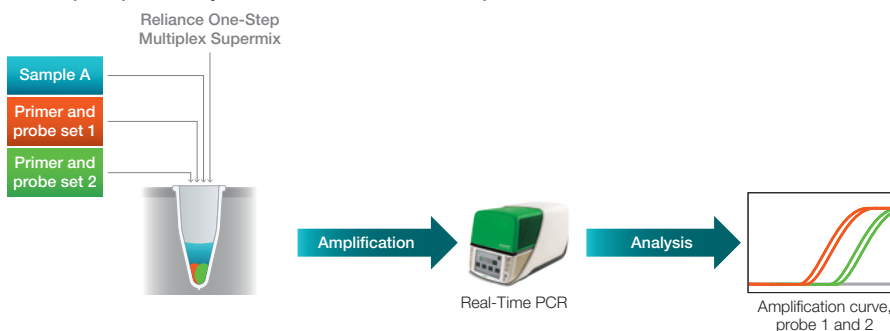 Reliance One-Step
Multiplex Supermix
Sample A
Primer and
probe set 1
Primer and
probe set 2
Amplification
Real-Time PCR
Analysis
Amplification curve,
probe 1 and 2